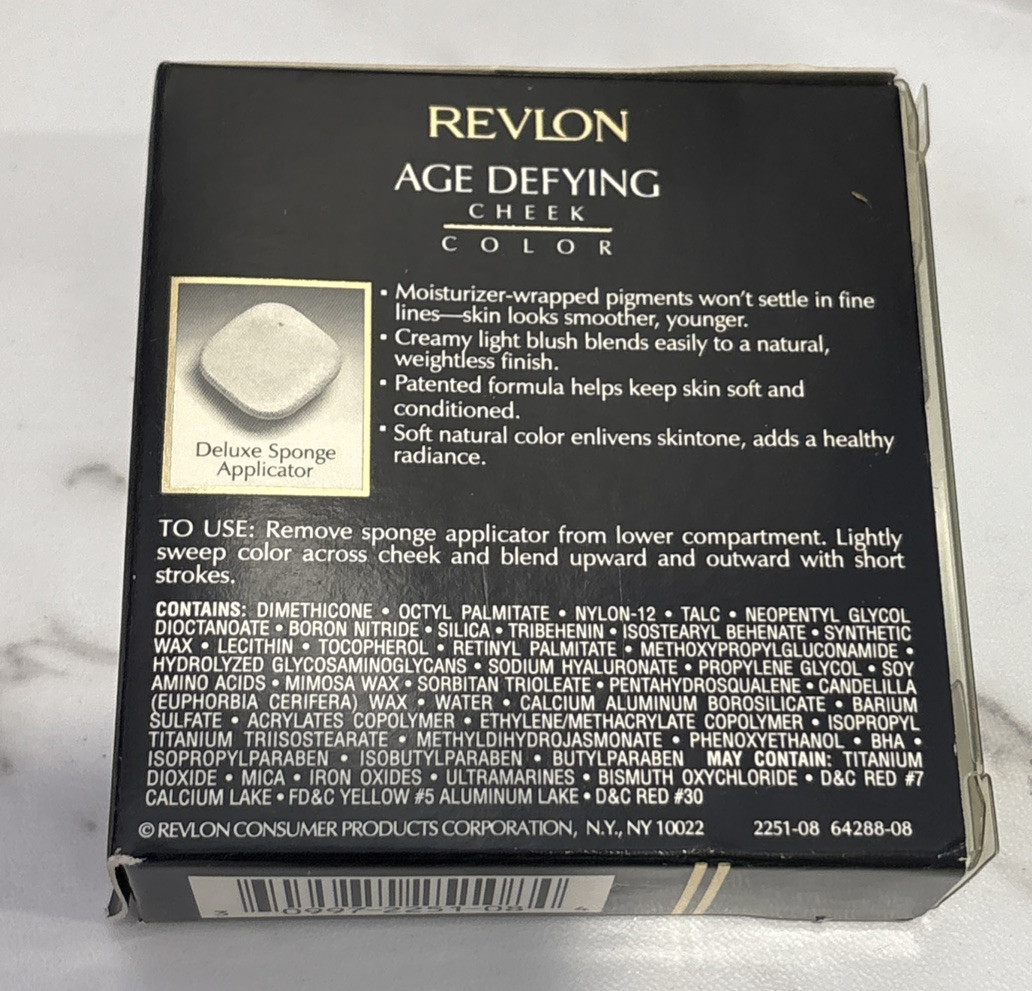 REVLON
AGE DEFYING
CHEEK
COLOR
Deluxe Sponge
Applicator
▪ Moisturizer-wrapped pigments won't settle in fine
lines—skin looks smoother, younger.
▪ Creamy light blush blends easily to a natural,
weightless finish.
▪ Patented formula helps keep skin soft and
conditioned.
▪ Soft natural color enlivens skintone, adds a healthy
radiance.
TO USE: Remove sponge applicator from lower compartment. Lightly
sweep color across cheek and blend upward and outward with short
strokes.
CONTAINS: DIMETHICONE • OCTYL PALMITATE • NYLON-12 • TALC • NEOPENTYL GLYCOL
DIOCTANOATE • BORON NITRIDE • SILICA • TRIBEHENIN • ISOSTEARYL BEHENATE • SYNTHETIC
WAX • LECITHIN • TOCOPHEROL • RETINYL PALMITATE • METHOXYPROPYLGLUCONAMIDE •
HYDROLYZED GLYCOSAMINOGLYCANS • SODIUM HYALURONATE • PROPYLENE GLYCOL • SOY
AMINO ACIDS • MIMOSA WAX • SORBITAN TRIOLEATE • PENTAHYDROSQUALENE • CANDELILLA
(EUPHORBIA CERIFERA) WAX • WATER • CALCIUM ALUMINUM BOROSILICATE • BARIUM
SULFATE • ACRYLATES COPOLYMER • ETHYLENE/METHACRYLATE COPOLYMER • ISOPROPYL
TITANIUM TRIISOSTEARATE • METHYLDIHYDROJASMONATE • PHENOXYETHANOL • BHA •
ISOPROPYLPARABEN • ISOBUTYLPARABEN • BUTYLPARABEN MAY CONTAIN: TITANIUM
DIOXIDE • MICA • IRON OXIDES • ULTRAMARINES • BISMUTH OXYCHLORIDE • D&C RED #7
CALCIUM LAKE • FD&C YELLOW #5 ALUMINUM LAKE • D&C RED #30
© REVLON CONSUMER PRODUCTS CORPORATION, N.Y., NY 10022 2251-08 64288-08
3 0997-2251-08 4